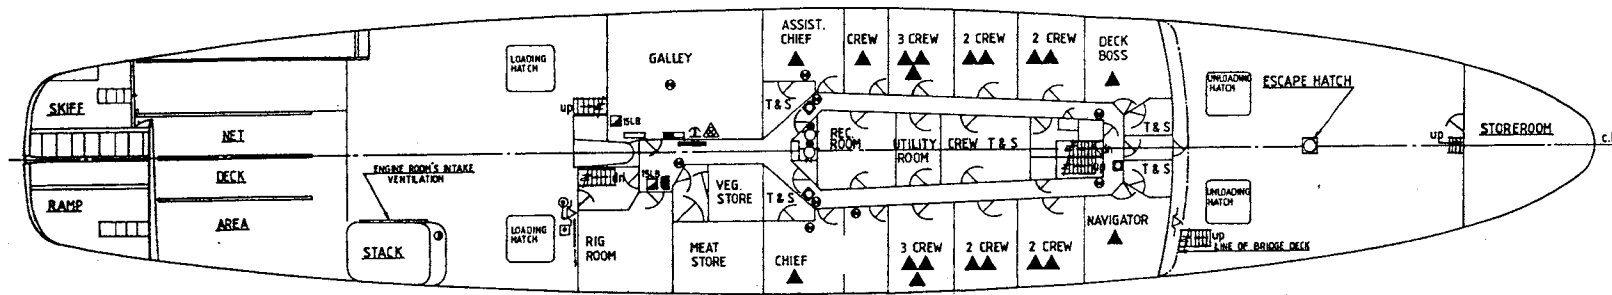 ASSIST.
CHIEF
CREW
3 CREW
2 CREW
2 CREW
DECK
BOSS
LOADING
HATCH
GALLEY
UNLOADING
HATCH
ESCAPE HATCH
SKIFF
up
15LB
T & S
T & S
NET
REC.
ROOM
UTILITY
ROOM
CREW
T & S
up
STOREROOM
ENGINE ROOM'S INTAKE
VENTILATION
DECK
15LB
VEG.
STORE
T & S
up
T & S
RAMP
AREA
LOADING
HATCH
UNLOADING
HATCH
NAVIGATOR
STACK
RIG
ROOM
MEAT
STORE
CHIEF
3 CREW
2 CREW
2 CREW
up
LINE OF BRIDGE DECK